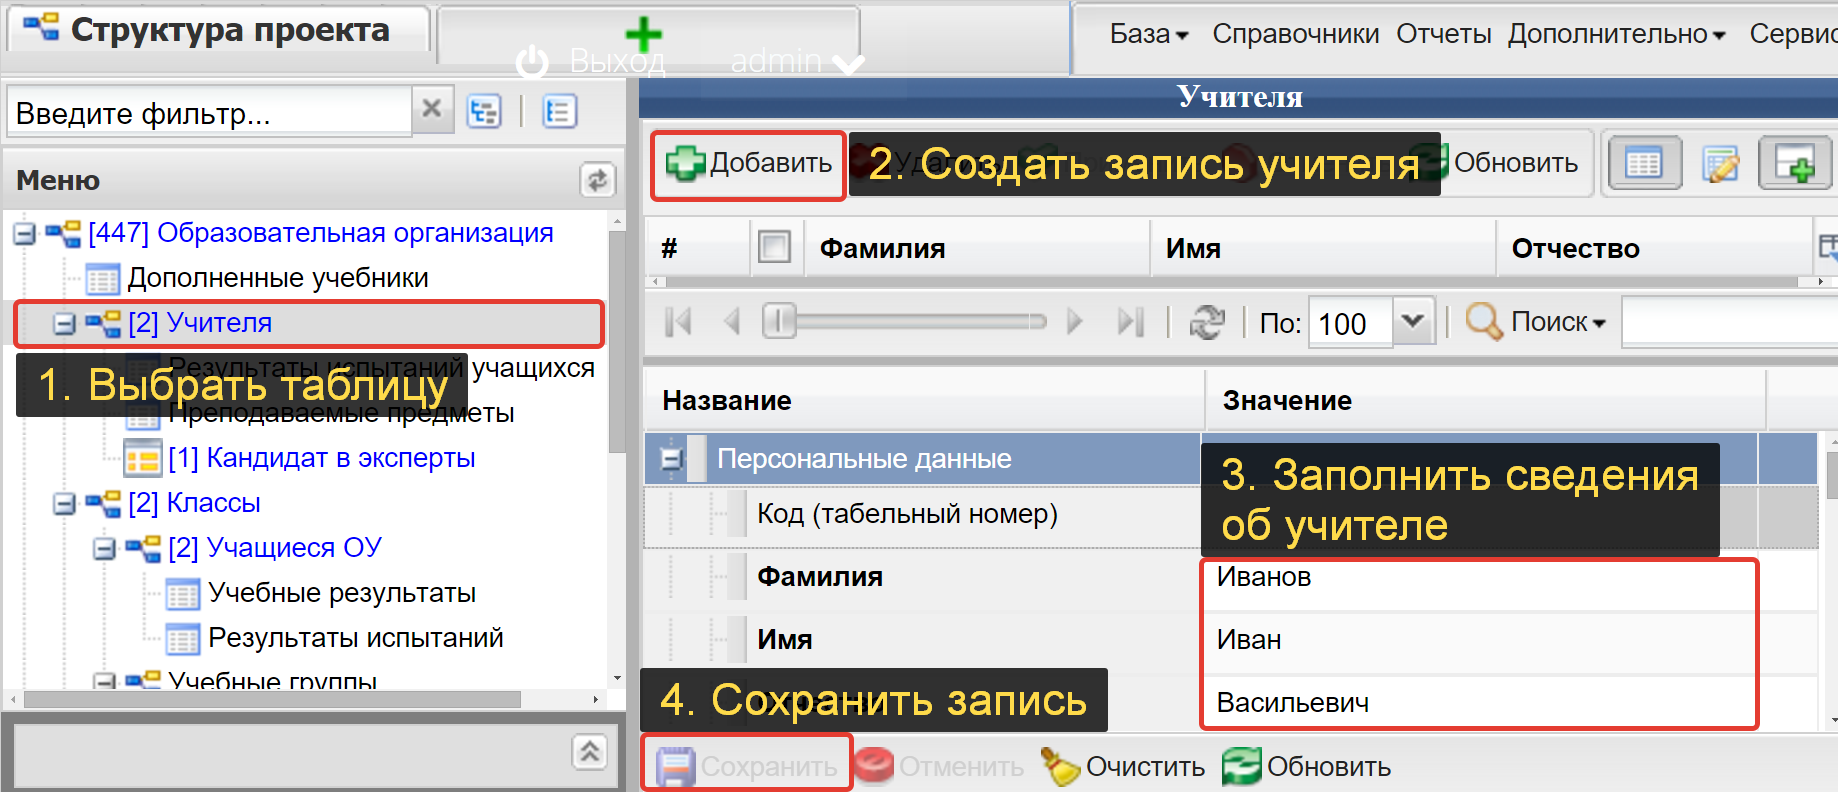 Структура проекта
Выход admin
База Справочники Отчеты Дополнительно Сервис
Введите фильтр...
Учителя
Меню
Добавить
2. Создать запись учителя
Обновить
[447] Образовательная организация
Дополненные учебники
[2] Учителя
Результаты испытаний учащихся
1. Выбрать таблицу
Преподаваемые предметы
[1] Кандидат в эксперты
[2] Классы
[2] Учащиеся ОУ
Учебные результаты
Результаты испытаний
Учебные группы
# Фамилия Имя Отчество
По: 100 Поиск
Название Значение
Персональные данные
3. Заполнить сведения
об учителе
Код (табельный номер)
Фамилия Иванов
Имя Иван
4. Сохранить запись
Васильевич
Сохранить Отменить Очистить Обновить